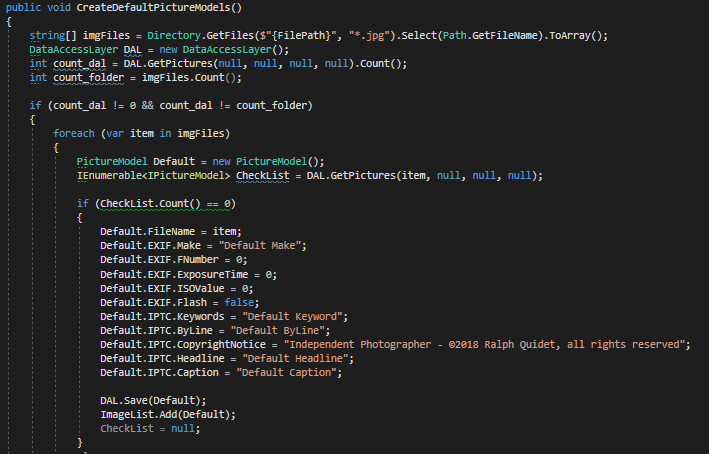 public void CreateDefaultPictureModels()
{
string[] imgFiles = Directory.GetFiles($"{FilePath}", "*.jpg").Select(Path.GetFileName).ToArray();
DataAccessLayer DAL = new DataAccessLayer();
int count_dal = DAL.GetPictures(null, null, null, null).Count();
int count_folder = imgFiles.Count();
if (count_dal != 0 && count_dal != count_folder)
{
foreach (var item in imgFiles)
{
PictureModel Default = new PictureModel();
IEnumerable<IPictureModel> CheckList = DAL.GetPictures(item, null, null, null);
if (CheckList.Count() == 0)
{
Default.FileName = item;
Default.EXIF.Make = "Default Make";
Default.EXIF.FNumber = 0;
Default.EXIF.ExposureTime = 0;
Default.EXIF.ISOValue = 0;
Default.EXIF.Flash = false;
Default.IPTC.Keywords = "Default Keyword";
Default.IPTC.ByLine = "Default ByLine";
Default.IPTC.CopyrightNotice = "Independent Photographer - ©2018 Ralph Quidet, all rights reserved";
Default.IPTC.Headline = "Default Headline";
Default.IPTC.Caption = "Default Caption";
DAL.Save(Default);
ImageList.Add(Default);
CheckList = null;
}